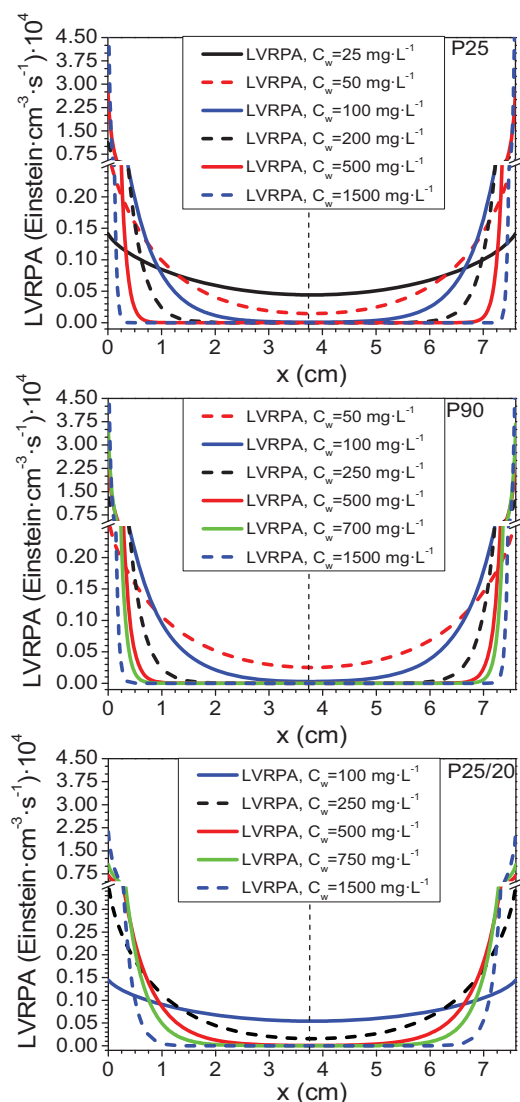 P25
LVRPA (Einstein·cm⁻³·s⁻¹)·10⁴
4.50
3.75
3.00
2.25
1.50
0.75
0.20
0.15
0.10
0.05
0.00
LVRPA, C_w=25 mg·L⁻¹
LVRPA, C_w=50 mg·L⁻¹
LVRPA, C_w=100 mg·L⁻¹
LVRPA, C_w=200 mg·L⁻¹
LVRPA, C_w=500 mg·L⁻¹
LVRPA, C_w=1500 mg·L⁻¹
0 1 2 3 4 5 6 7
x (cm)
P90
LVRPA (Einstein·cm⁻³·s⁻¹)·10⁴
4.50
3.75
3.00
2.25
1.50
0.75
0.20
0.15
0.10
0.05
0.00
LVRPA, C_w=50 mg·L⁻¹
LVRPA, C_w=100 mg·L⁻¹
LVRPA, C_w=250 mg·L⁻¹
LVRPA, C_w=500 mg·L⁻¹
LVRPA, C_w=700 mg·L⁻¹
LVRPA, C_w=1500 mg·L⁻¹
0 1 2 3 4 5 6 7
x (cm)
P25/20
LVRPA (Einstein·cm⁻³·s⁻¹)·10⁴
4.50
3.75
3.00
2.25
1.50
0.75
0.30
0.25
0.20
0.15
0.10
0.05
0.00
LVRPA, C_w=100 mg·L⁻¹
LVRPA, C_w=250 mg·L⁻¹
LVRPA, C_w=500 mg·L⁻¹
LVRPA, C_w=750 mg·L⁻¹
LVRPA, C_w=1500 mg·L⁻¹
0 1 2 3 4 5 6 7
x (cm)